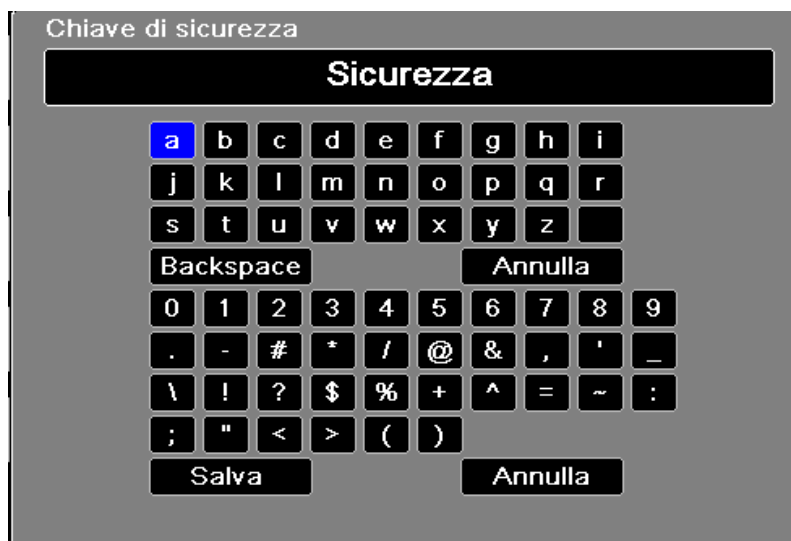 Chiave di sicurezza
Sicurezza
a b c d e f g h i
j k l m n o p q r
s t u v w x y z
Backspace Annulla
0 1 2 3 4 5 6 7 8 9
. - # * / @ & , ' _
\ ! ? $ % + ^ = ~ :
; " < > ( )
Salva Annulla